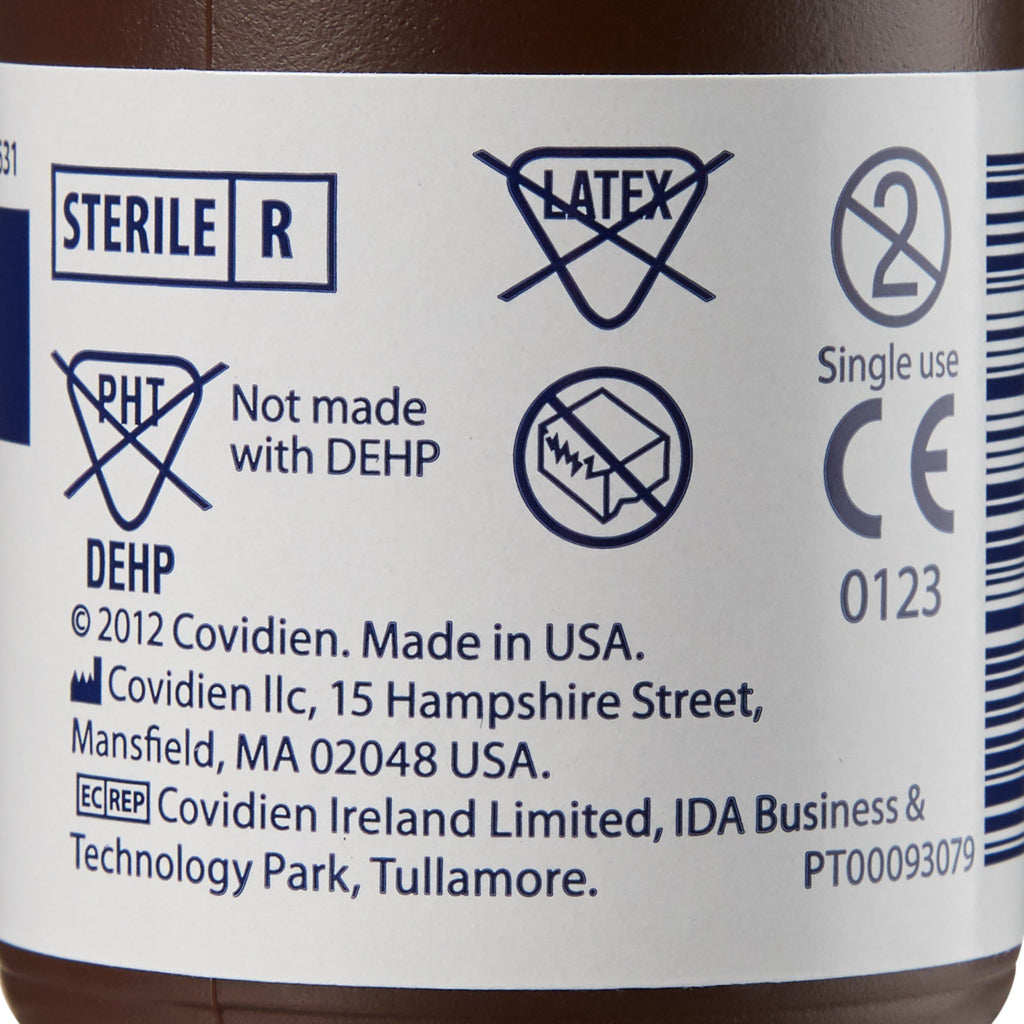 631
STERILE R
LATEX
2
Single use
PHT
Not made
with DEHP
DEHP
CE
0123
© 2012 Covidien. Made in USA.
Covidien llc, 15 Hampshire Street,
Mansfield, MA 02048 USA.
EC REP Covidien Ireland Limited, IDA Business &
Technology Park, Tullamore.
PT00093079